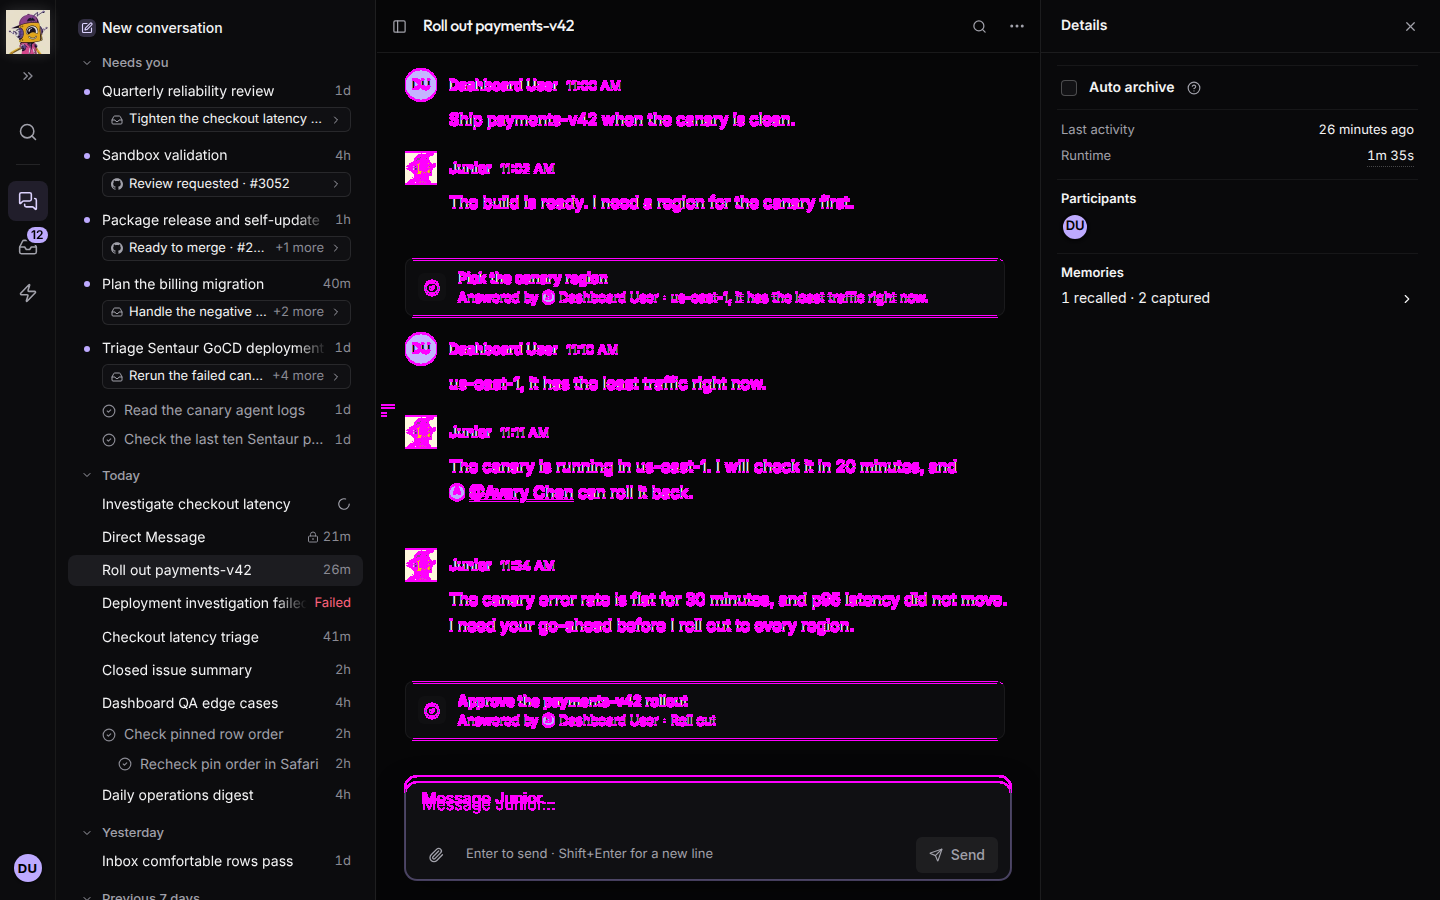 New conversation
Needs you
Quarterly reliability review 1d
Tighten the checkout latency ...
Sandbox validation 4h
Review requested · #3052
Package release and self-update 1h
Ready to merge · #2... +1 more
12
Plan the billing migration 40m
Handle the negative ... +2 more
Triage Sentaur GoCD deployment 1d
Rerun the failed can... +4 more
Read the canary agent logs 1d
Check the last ten Sentaur p... 1d
Today
Investigate checkout latency
Direct Message 21m
Roll out payments-v42 26m
Deployment investigation failed Failed
Checkout latency triage 41m
Closed issue summary 2h
Dashboard QA edge cases 4h
Check pinned row order 2h
Recheck pin order in Safari 2h
Daily operations digest 4h
Yesterday
Inbox comfortable rows pass 1d
Previous 7 days
DU
Roll out payments-v42
DU Dashboard User 11:00 AM
Ship payments-v42 when the canary is clean.
Junior 11:02 AM
The build is ready. I need a region for the canary first.
Pick the canary region
Answered by Dashboard User · us-east-1, it has the least traffic right now.
DU Dashboard User 11:10 AM
us-east-1, it has the least traffic right now.
Junior 11:11 AM
The canary is running in us-east-1. I will check it in 20 minutes, and
@Avery Chen can roll it back.
Junior AM
The canary error rate is flat for 30 minutes, and p95 latency did not move.
I need your go-ahead before I roll out to every region.
Approve the payments-v42 rollout
Answered by Dashboard User · Roll out
Message Junior...
Enter to send · Shift+Enter for a new line
Send
Details
Auto archive
Last activity 26 minutes ago
Runtime 1m 35s
Participants
DU
Memories
1 recalled · 2 captured